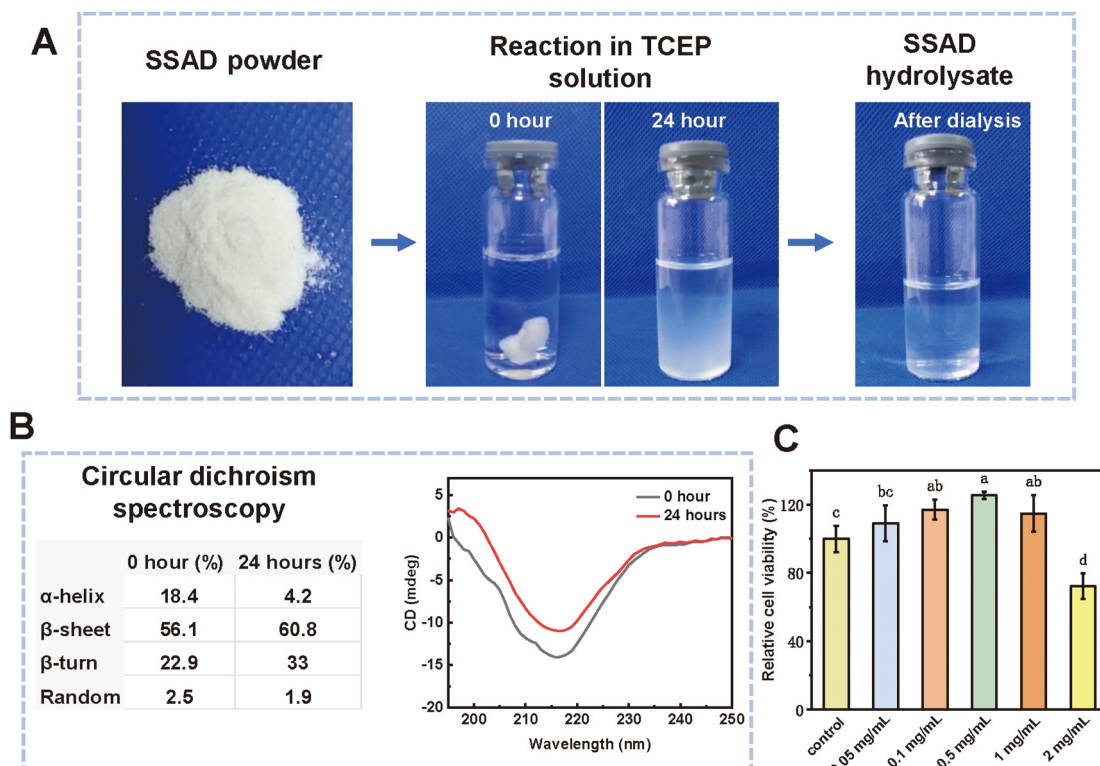 A
SSAD powder
Reaction in TCEP
solution
SSAD
hydrolysate
0 hour
24 hour
After dialysis
B
Circular dichroism
spectroscopy
0 hour (%) 24 hours (%)
α-helix 18.4 4.2
β-sheet 56.1 60.8
β-turn 22.9 33
Random 2.5 1.9
CD (mdeg)
5
0
-5
-10
-15
-20
0 hour
24 hours
200 210 220 230 240 250
Wavelength (nm)
C
Relative cell viability (%)
120
80
40
0
c
bc
ab
a
ab
d
control
0.05 mg/mL
0.1 mg/mL
0.5 mg/mL
1 mg/mL
2 mg/mL